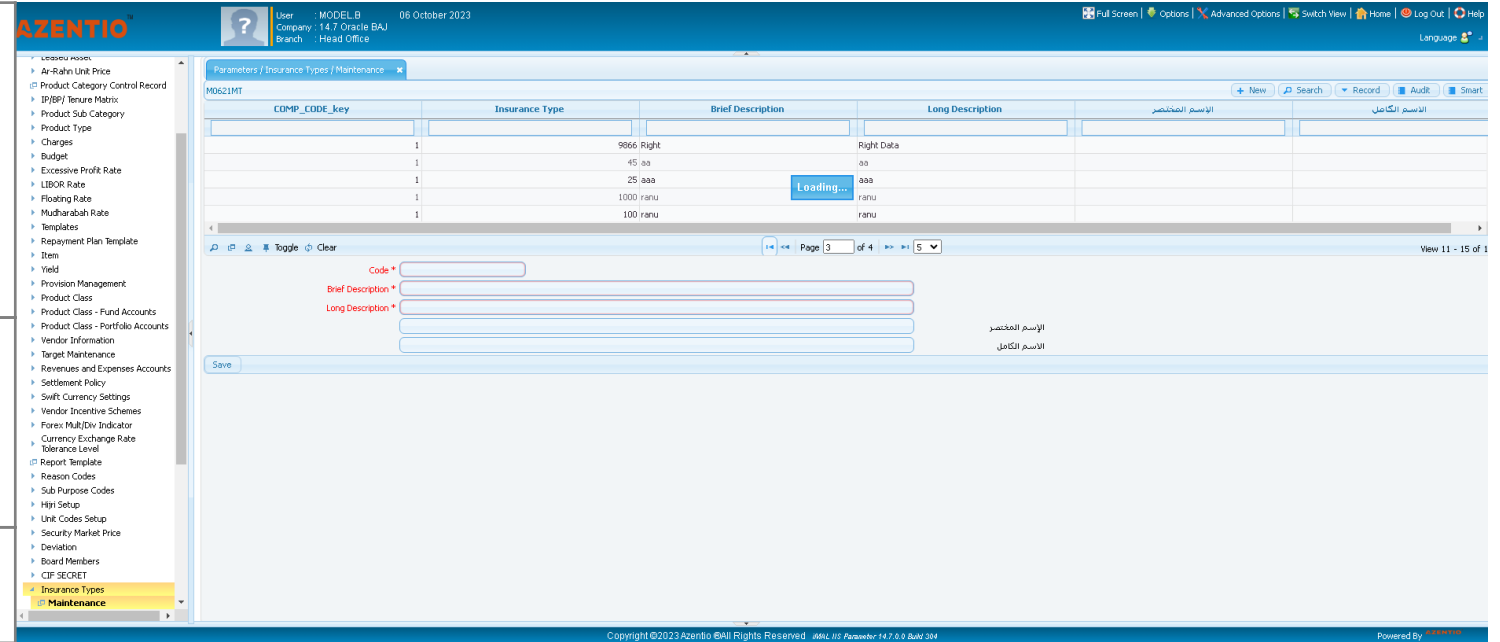 AZENTIO
User : MODEL.B 06 October 2023
Company : 14.7 Oracle BAJ
Branch : Head Office
Full Screen | Options | Advanced Options | Switch View | Home | Log Out | Help
Language
Leased Asset
Ar-Rahn Unit Price
Product Category Control Record
IP/BP/ Tenure Matrix
Product Sub Category
Product Type
Charges
Budget
Excessive Profit Rate
LIBOR Rate
Floating Rate
Mudharabah Rate
Templates
Repayment Plan Template
Item
Yield
Provision Management
Product Class
Product Class - Fund Accounts
Product Class - Portfolio Accounts
Vendor Information
Target Maintenance
Revenues and Expenses Accounts
Settlement Policy
Swift Currency Settings
Vendor Incentive Schemes
Forex Mult/Div Indicator
Currency Exchange Rate
Tolerance Level
Report Template
Reason Codes
Sub Purpose Codes
Hijri Setup
Unit Codes Setup
Security Market Price
Deviation
Board Members
CIF SECRET
Insurance Types
Maintenance
Parameters / Insurance Types / Maintenance
M0621MT
New Search Record Audit Smart
COMP_CODE_key Insurance Type Brief Description Long Description الإسم المختصر الاسم الكامل
1 9866 Right Right Data
1 45 aa aa
1 25 aaa aaa
1 1000 ranu ranu
1 100 ranu ranu
Loading...
Toggle Clear
Page 3 of 4 5
View 11 - 15 of 1
Code *
Brief Description *
Long Description *
الإسم المختصر
الاسم الكامل
Save
Copyright ©2023 Azentio ®All Rights Reserved iMAL IIS Parameter 14.7.0.0 Build 304
Powered By AZENTIO